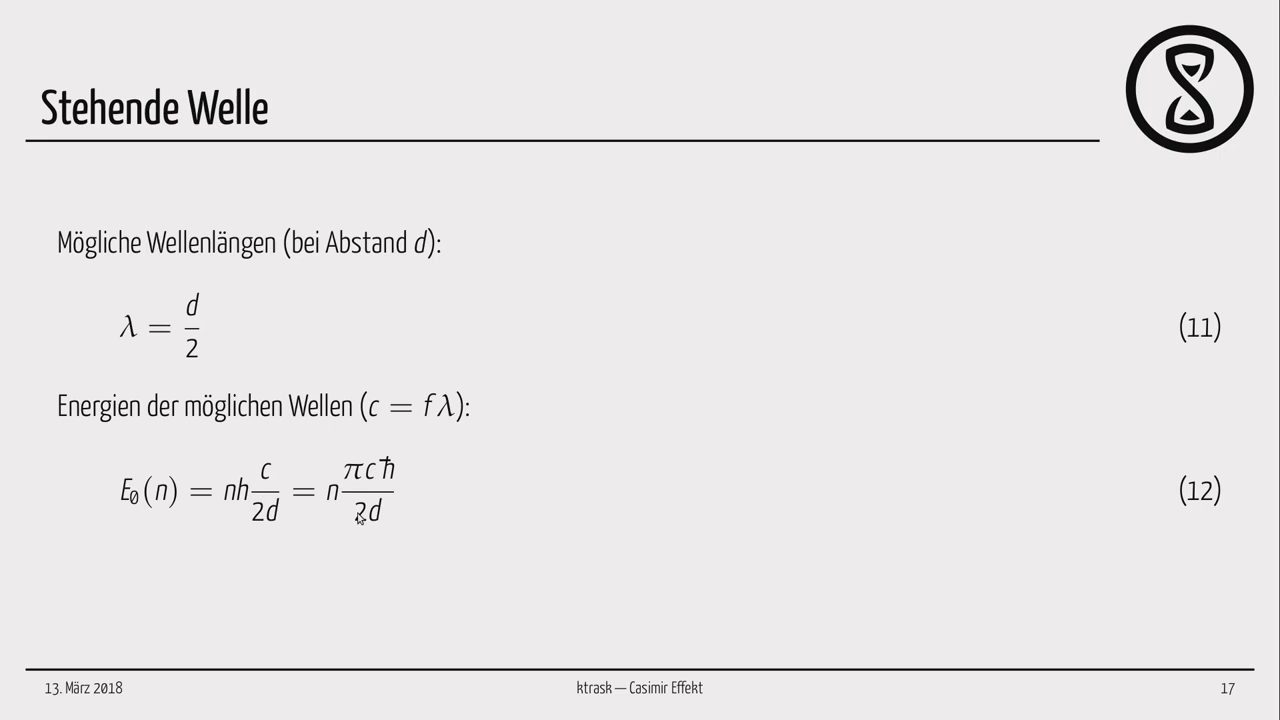 Stehende Welle
Mögliche Wellenlängen (bei Abstand d):
λ = d/2 (11)
Energien der möglichen Wellen (c = fλ):
E₀(n) = nh c/2d = n πcħ/2d (12)
13. März 2018 ktrask — Casimir Effekt 17